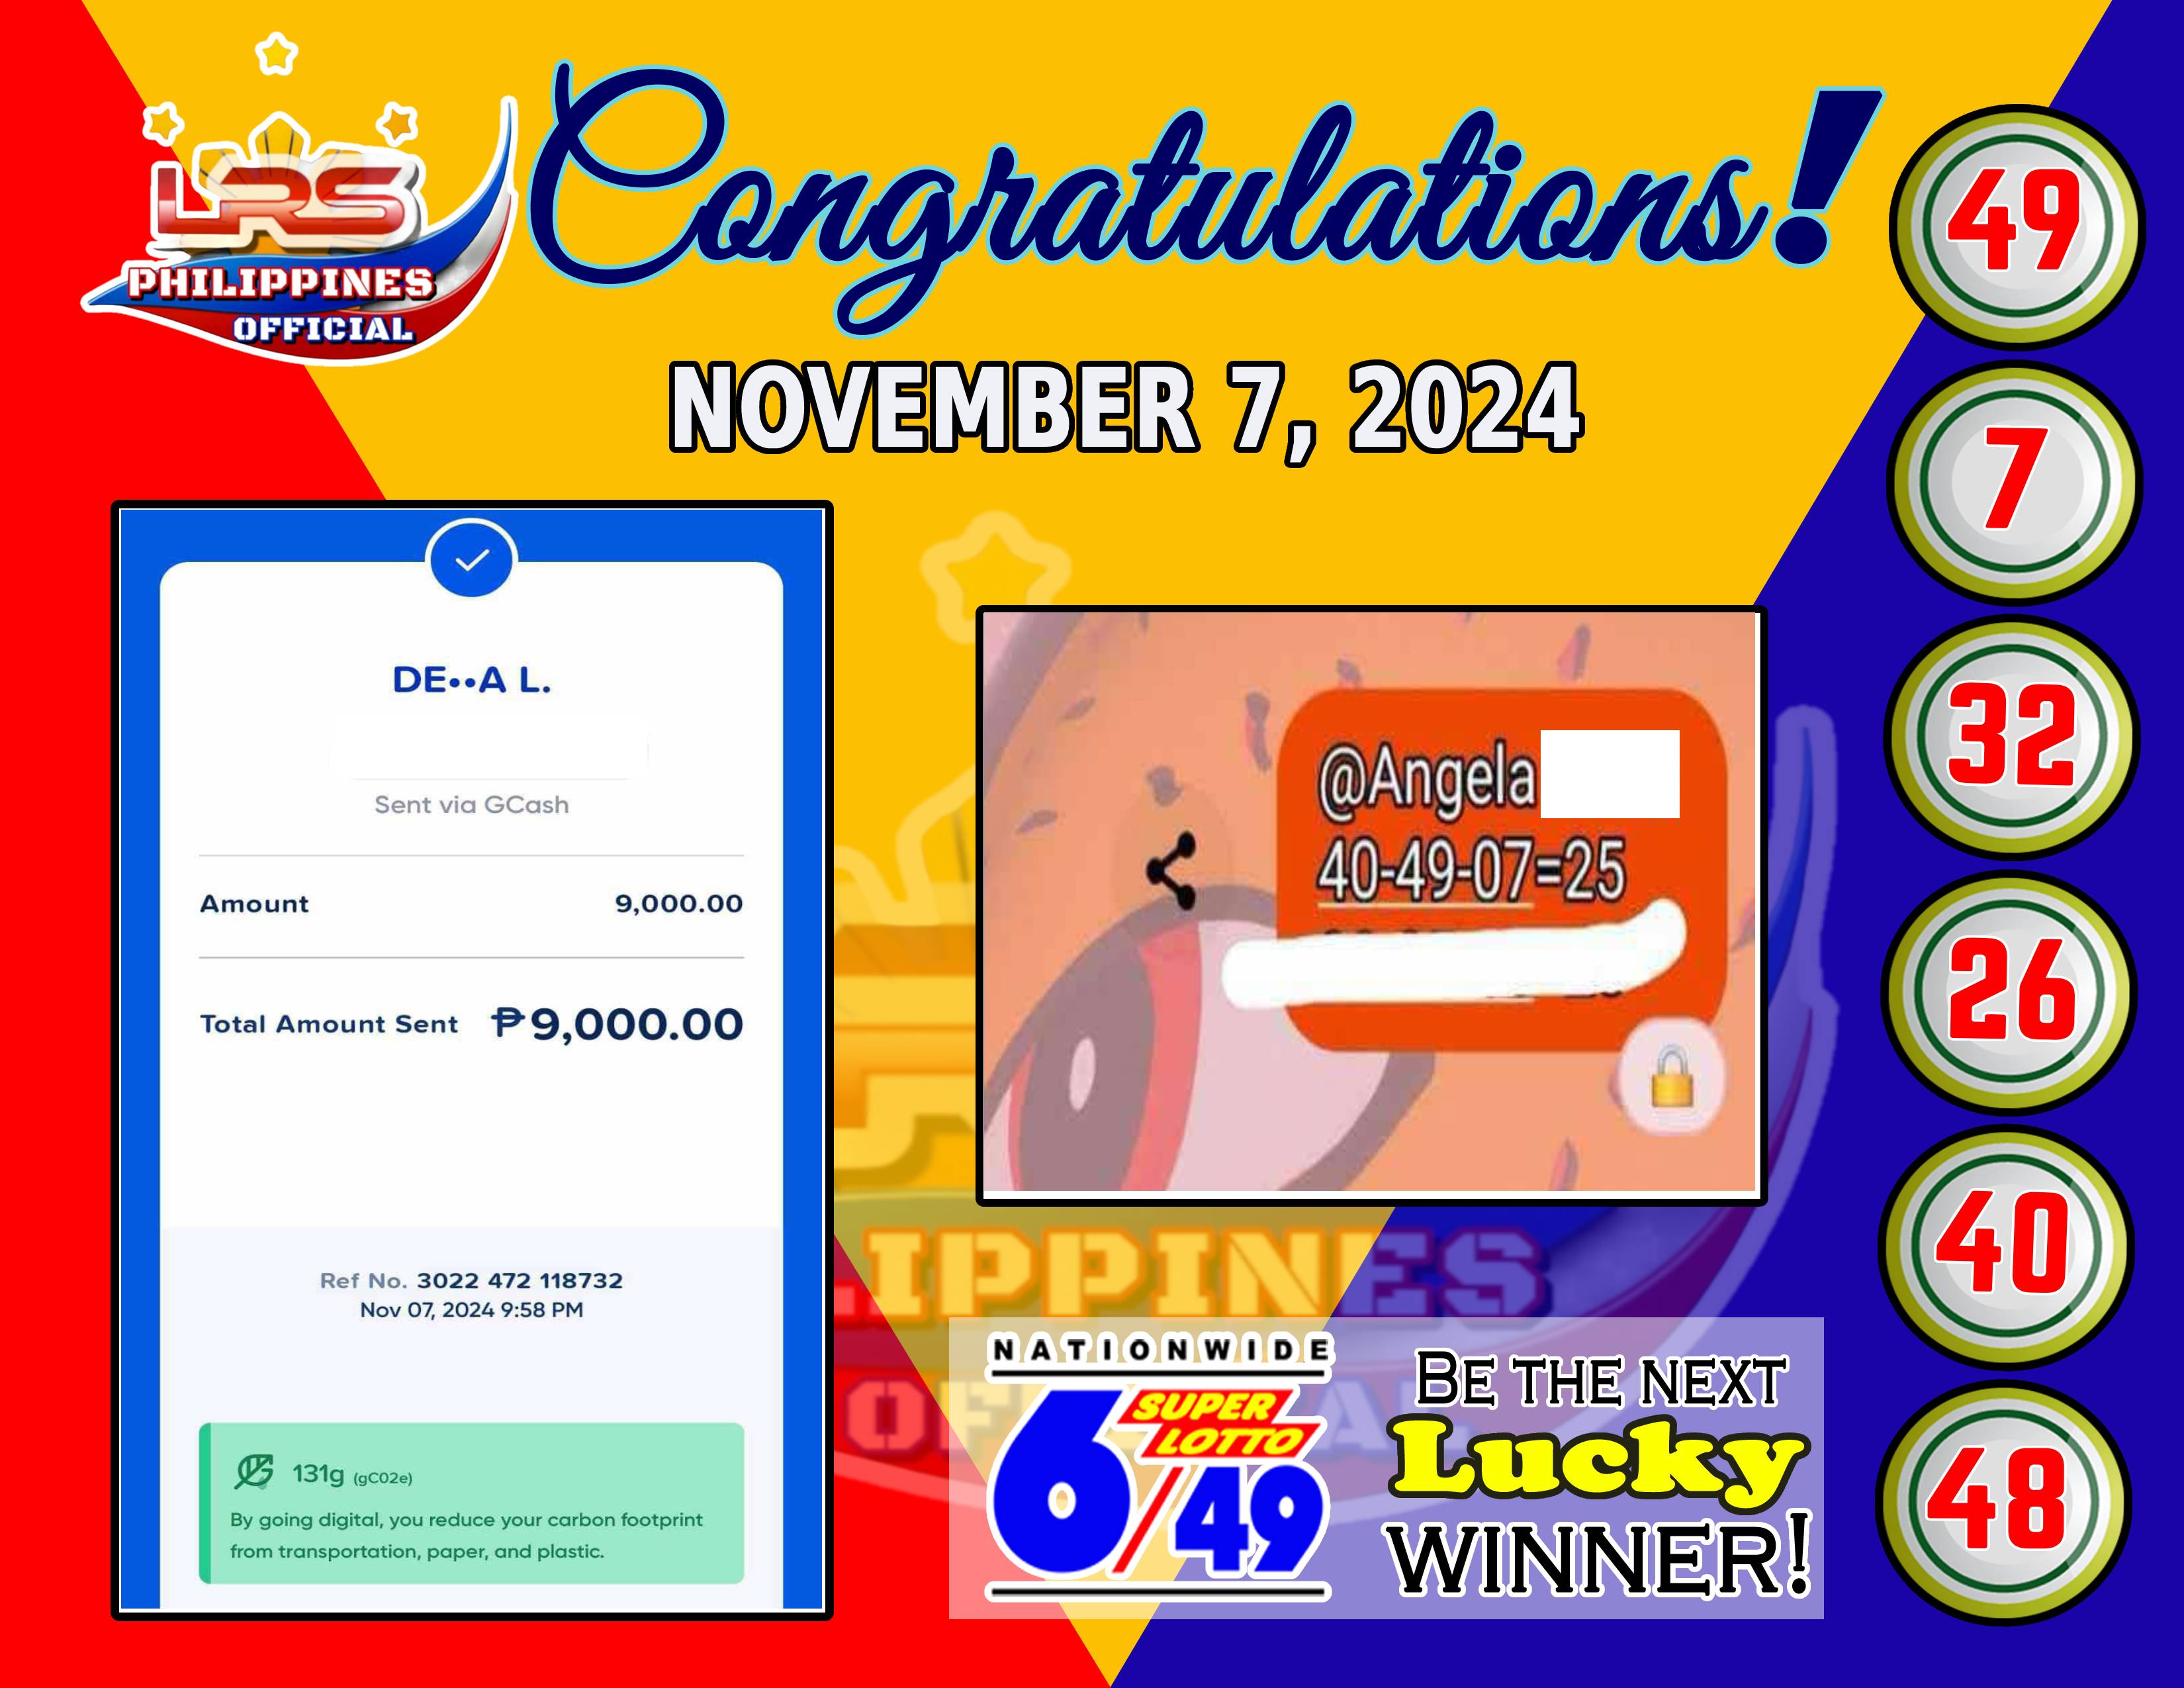 LRS
PHILIPPINES
OFFICIAL
Congratulations!
NOVEMBER 7, 2024
49
7
32
26
40
48
DE••A L.
Sent via GCash
Amount 9,000.00
Total Amount Sent ₱9,000.00
Ref No. 3022 472 118732
Nov 07, 2024 9:58 PM
131g (gCO2e)
By going digital, you reduce your carbon footprint
from transportation, paper, and plastic.
@Angela
40-49-07=25
LIPPINES
NATIONWIDE
SUPER
LOTTO
6/49
BE THE NEXT
Lucky
WINNER!